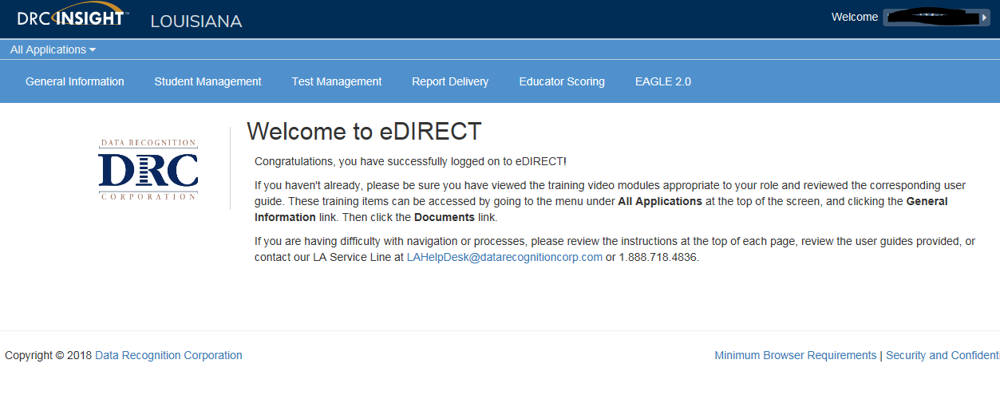 DRC INSIGHT™ LOUISIANA
Welcome
All Applications
General Information Student Management Test Management Report Delivery Educator Scoring EAGLE 2.0
DATA RECOGNITION
DRC
CORPORATION
Welcome to eDIRECT
Congratulations, you have successfully logged on to eDIRECT!
If you haven't already, please be sure you have viewed the training video modules appropriate to your role and reviewed the corresponding user
guide. These training items can be accessed by going to the menu under All Applications at the top of the screen, and clicking the General
Information link. Then click the Documents link.
If you are having difficulty with navigation or processes, please review the instructions at the top of each page, review the user guides provided, or
contact our LA Service Line at LAHelpDesk@datarecognitioncorp.com or 1.888.718.4836.
Copyright © 2018 Data Recognition Corporation
Minimum Browser Requirements | Security and Confidenti